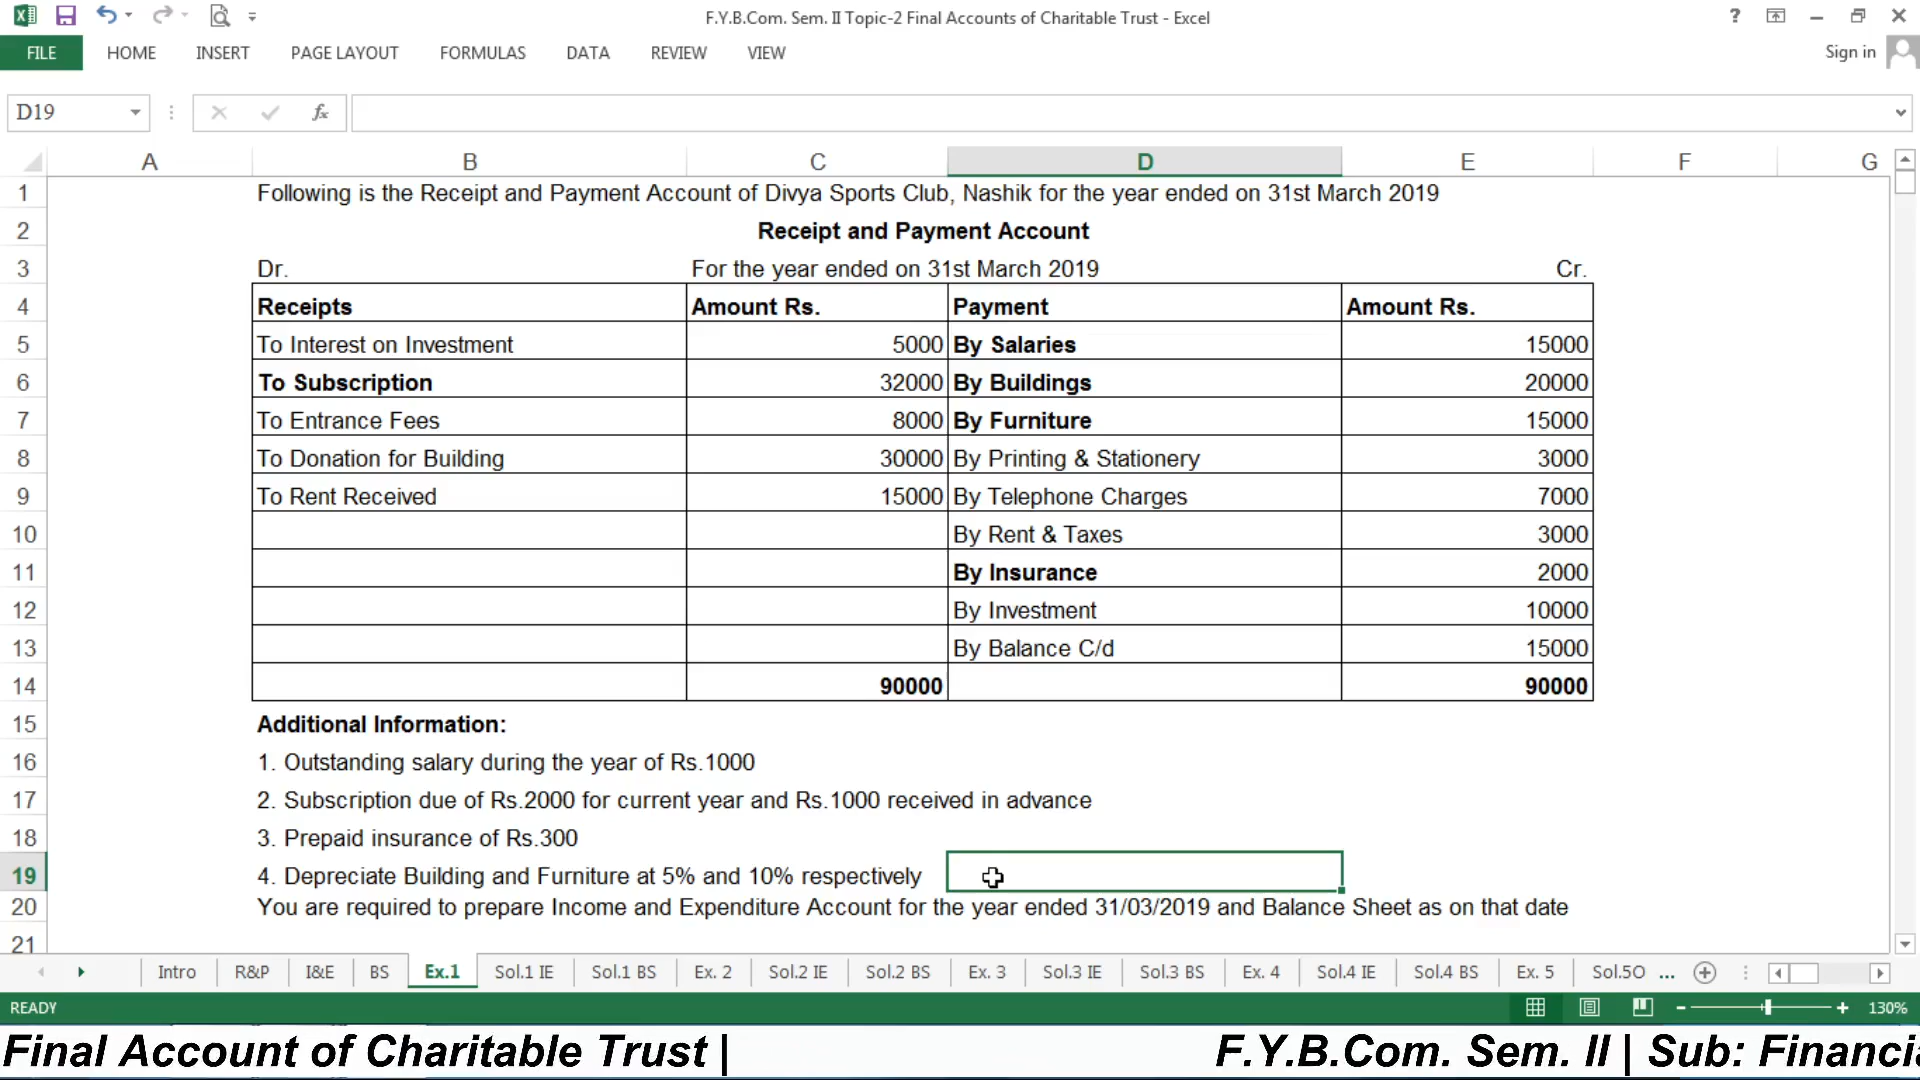 F.Y.B.Com. Sem. II Topic-2 Final Accounts of Charitable Trust - Excel
FILE HOME INSERT PAGE LAYOUT FORMULAS DATA REVIEW VIEW Sign in
D19 fx
A B C D E F G
1 Following is the Receipt and Payment Account of Divya Sports Club, Nashik for the year ended on 31st March 2019
2 Receipt and Payment Account
3 Dr. For the year ended on 31st March 2019 Cr.
4 Receipts Amount Rs. Payment Amount Rs.
5 To Interest on Investment 5000 By Salaries 15000
6 To Subscription 32000 By Buildings 20000
7 To Entrance Fees 8000 By Furniture 15000
8 To Donation for Building 30000 By Printing & Stationery 3000
9 To Rent Received 15000 By Telephone Charges 7000
10 By Rent & Taxes 3000
11 By Insurance 2000
12 By Investment 10000
13 By Balance C/d 15000
14 90000 90000
15 Additional Information:
16 1. Outstanding salary during the year of Rs.1000
17 2. Subscription due of Rs.2000 for current year and Rs.1000 received in advance
18 3. Prepaid insurance of Rs.300
19 4. Depreciate Building and Furniture at 5% and 10% respectively
20 You are required to prepare Income and Expenditure Account for the year ended 31/03/2019 and Balance Sheet as on that date
21
Intro R&P I&E BS Ex.1 Sol.1 IE Sol.1 BS Ex. 2 Sol.2 IE Sol.2 BS Ex. 3 Sol.3 IE Sol.3 BS Ex. 4 Sol.4 IE Sol.4 BS Ex. 5 Sol.5O ...
READY 130%
Final Account of Charitable Trust | F.Y.B.Com. Sem. II | Sub: Financia